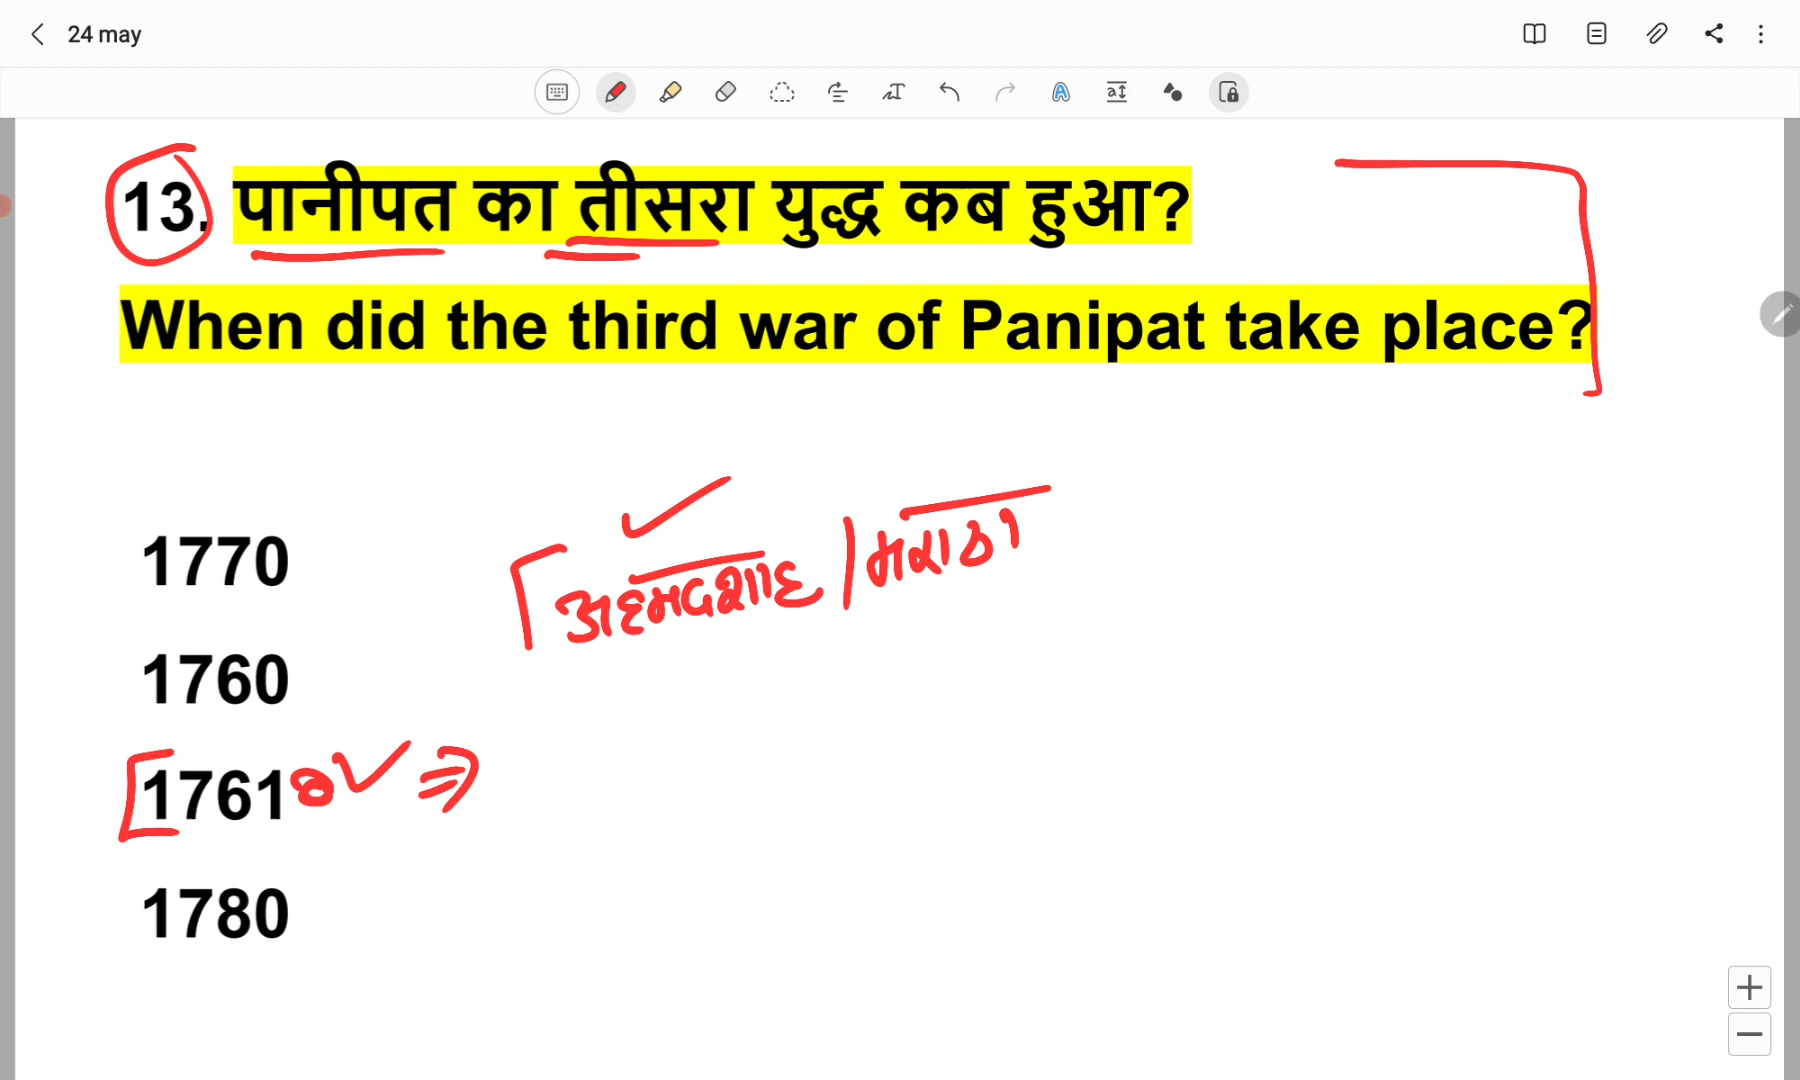 24 may
13. पानीपत का तीसरा युद्ध कब हुआ?
When did the third war of Panipat take place?
अहमदशाह / मराठा
1770
1760
1761
1780